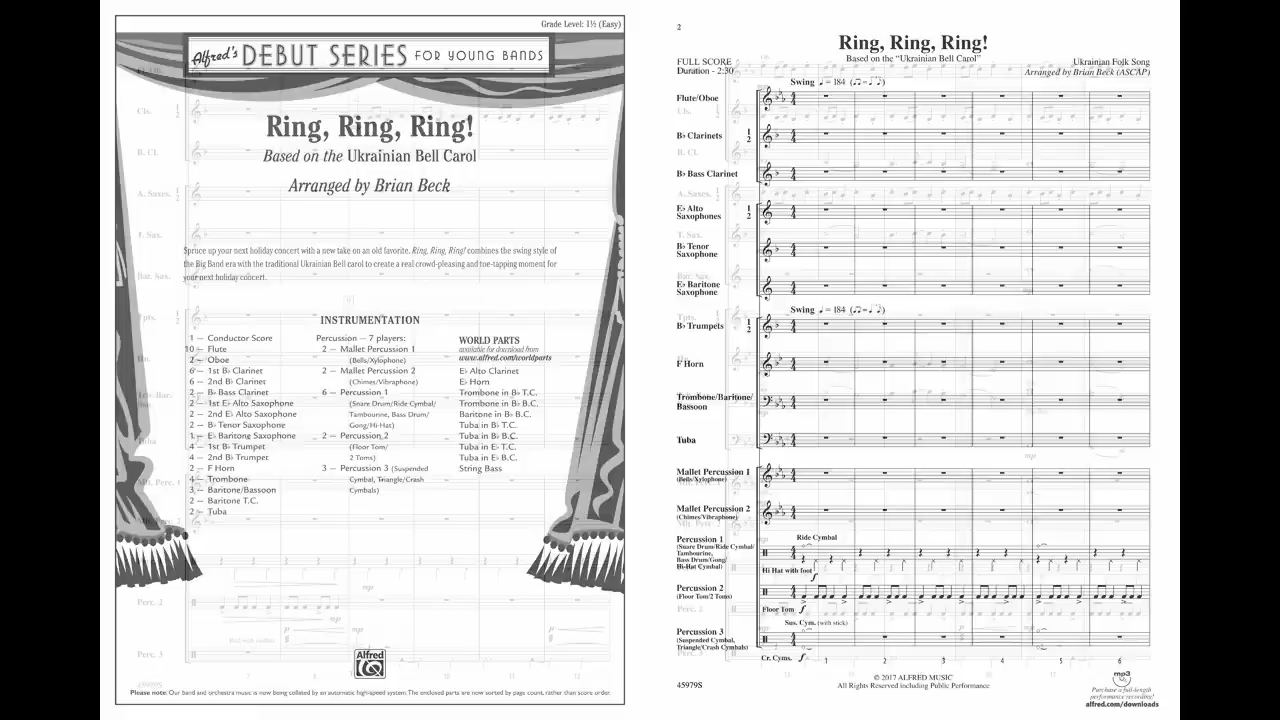 Grade Level: 1½ (Easy)
Alfred's DEBUT SERIES FOR YOUNG BANDS
Ring, Ring, Ring!
Based on the Ukrainian Bell Carol
Arranged by Brian Beck
Spruce up your next holiday concert with a new take on an old favorite. Ring, Ring, Ring! combines the swing style of
the Big Band era with the traditional Ukrainian Bell carol to create a real crowd-pleasing and toe-tapping moment for
your next holiday concert.
INSTRUMENTATION
1 — Conductor Score
10 — Flute
2 — Oboe
6 — 1st B♭ Clarinet
6 — 2nd B♭ Clarinet
2 — B♭ Bass Clarinet
2 — 1st E♭ Alto Saxophone
2 — 2nd E♭ Alto Saxophone
2 — B♭ Tenor Saxophone
1 — E♭ Baritone Saxophone
4 — 1st B♭ Trumpet
4 — 2nd B♭ Trumpet
2 — F Horn
4 — Trombone
3 — Baritone/Bassoon
2 — Baritone T.C.
2 — Tuba
Percussion — 7 players:
2 — Mallet Percussion 1
(Bells/Xylophone)
2 — Mallet Percussion 2
(Chimes/Vibraphone)
6 — Percussion 1
(Snare Drum/Ride Cymbal/
Tambourine, Bass Drum/
Gong/Hi-Hat)
2 — Percussion 2
(Floor Tom/
2 Toms)
3 — Percussion 3 (Suspended
Cymbal, Triangle/Crash
Cymbals)
WORLD PARTS
available for download from
www.alfred.com/worldparts
E♭ Alto Clarinet
E♭ Horn
Trombone in B♭ T.C.
Trombone in B♭ B.C.
Baritone in B♭ B.C.
Tuba in B♭ T.C.
Tuba in B♭ B.C.
Tuba in E♭ T.C.
Tuba in E♭ B.C.
String Bass
Alfred
Please note: Our band and orchestra music is now being collated by an automatic high-speed system. The enclosed parts are now sorted by page count, rather than score order.
2
Ring, Ring, Ring!
Based on the "Ukrainian Bell Carol"
FULL SCORE
Duration - 2:30
Ukrainian Folk Song
Arranged by Brian Beck (ASCAP)
Swing ♩ = 184
Flute/Oboe
B♭ Clarinets 1 2
B♭ Bass Clarinet
E♭ Alto
Saxophones 1 2
B♭ Tenor
Saxophone
E♭ Baritone
Saxophone
Swing ♩ = 184
B♭ Trumpets 1 2
F Horn
Trombone/Baritone/
Bassoon
Tuba
Mallet Percussion 1
(Bells/Xylophone)
Mallet Percussion 2
(Chimes/Vibraphone)
Percussion 1
(Snare Drum/Ride Cymbal/
Tambourine,
Bass Drum/Gong/
Hi-Hat Cymbal)
Ride Cymbal
Hi Hat with foot
f
Percussion 2
(Floor Tom/2 Toms)
Floor Tom f
Sus. Cym. (with stick)
Percussion 3
(Suspended Cymbal,
Triangle/Crash Cymbals)
Cr. Cyms. f
1 2 3 4 5 6
45979S
© 2017 ALFRED MUSIC
All Rights Reserved including Public Performance
mp3
Purchase a full-length
performance recording!
alfred.com/downloads